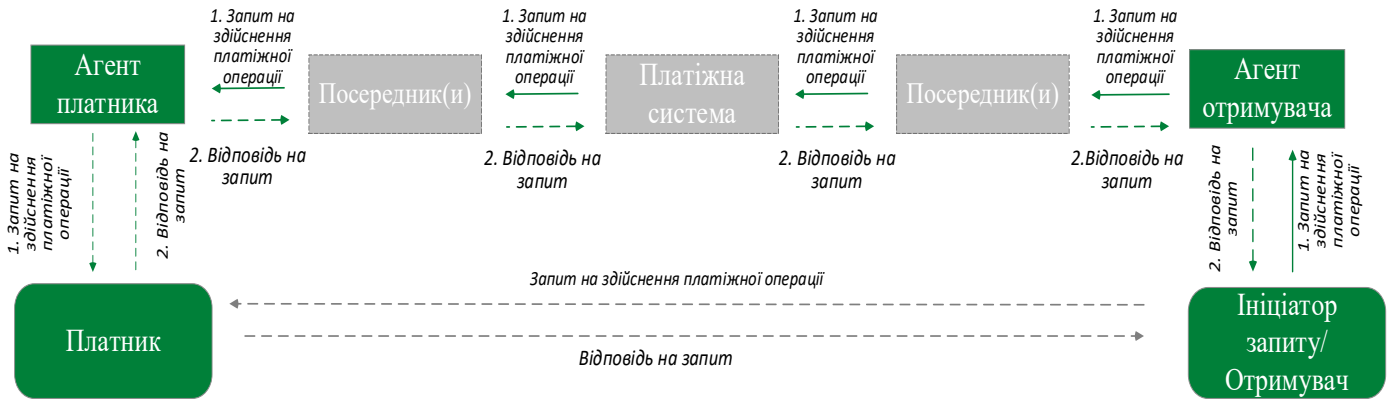 1. Запит на
здійснення
платіжної
операції
1. Запит на
здійснення
платіжної
операції
1. Запит на
здійснення
платіжної
операції
1. Запит на
здійснення
платіжної
операції
Агент
платника
Посередник(и)
Платіжна
система
Посередник(и)
Агент
отримувача
2. Відповідь на
запит
2. Відповідь на
запит
2. Відповідь на
запит
2.Відповідь на
запит
1. Запит на
здійснення
платіжної
операції
2. Відповідь на
запит
2. Відповідь на
запит
1. Запит на
здійснення
платіжної
операції
Запит на здійснення платіжної операції
Платник
Відповідь на запит
Ініціатор
запиту/
Отримувач